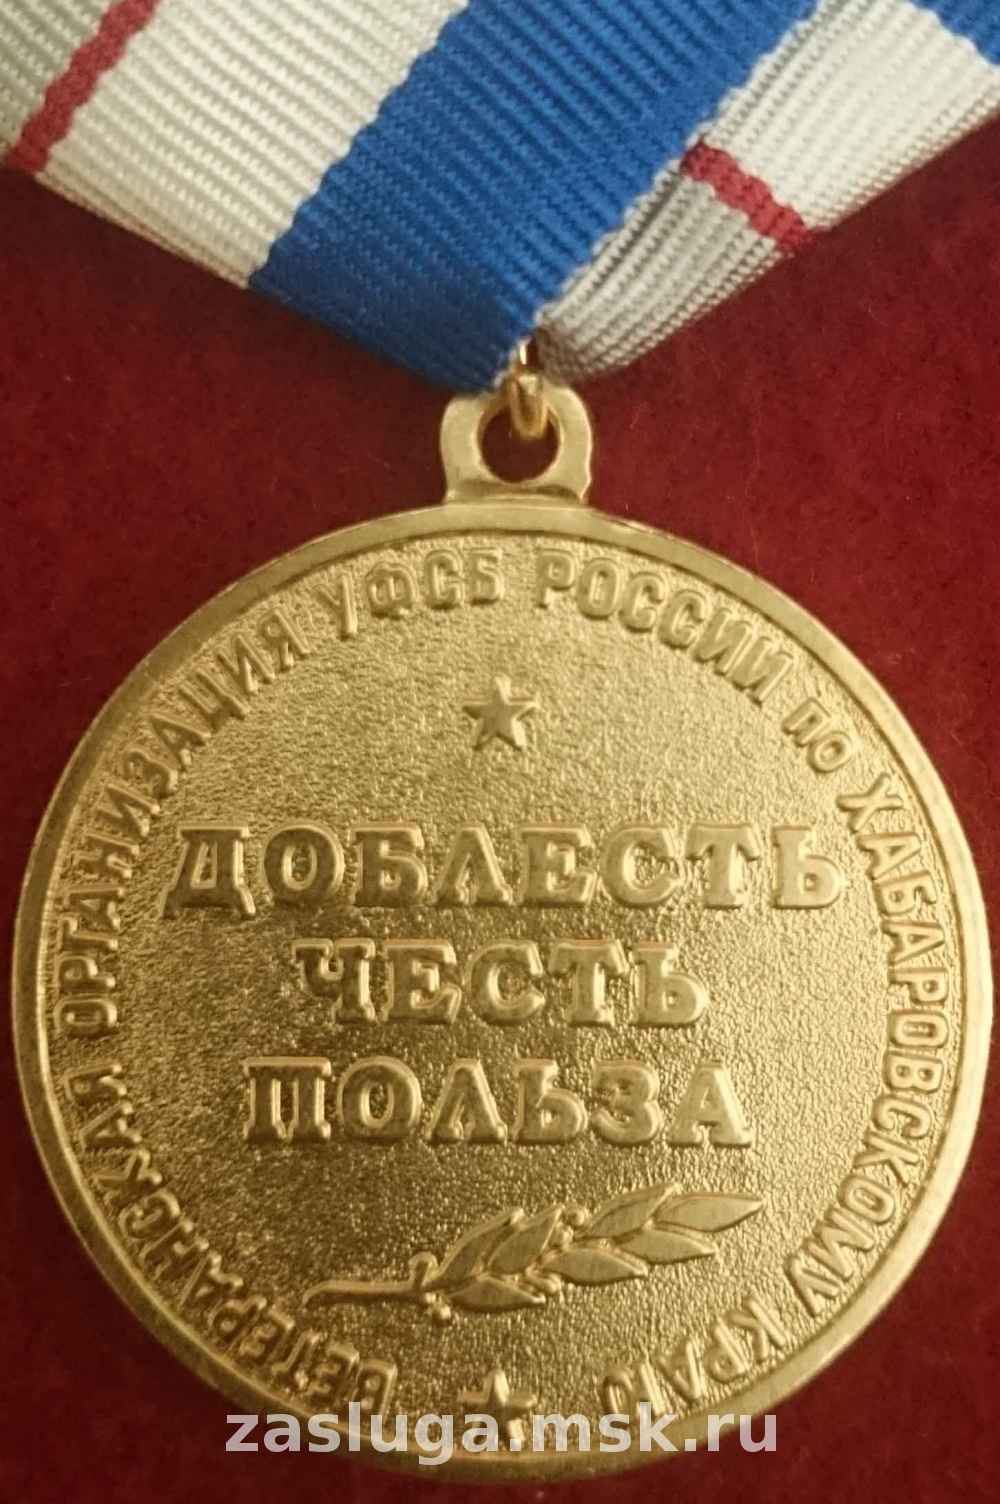 ВЕТЕРАНСКАЯ ОРГАНИЗАЦИЯ УФСБ РОССИИ по ХАБАРОВСКОМУ КРАЮ
ДОБЛЕСТЬ
ЧЕСТЬ
ПОЛЬЗА
zasluga.msk.ru